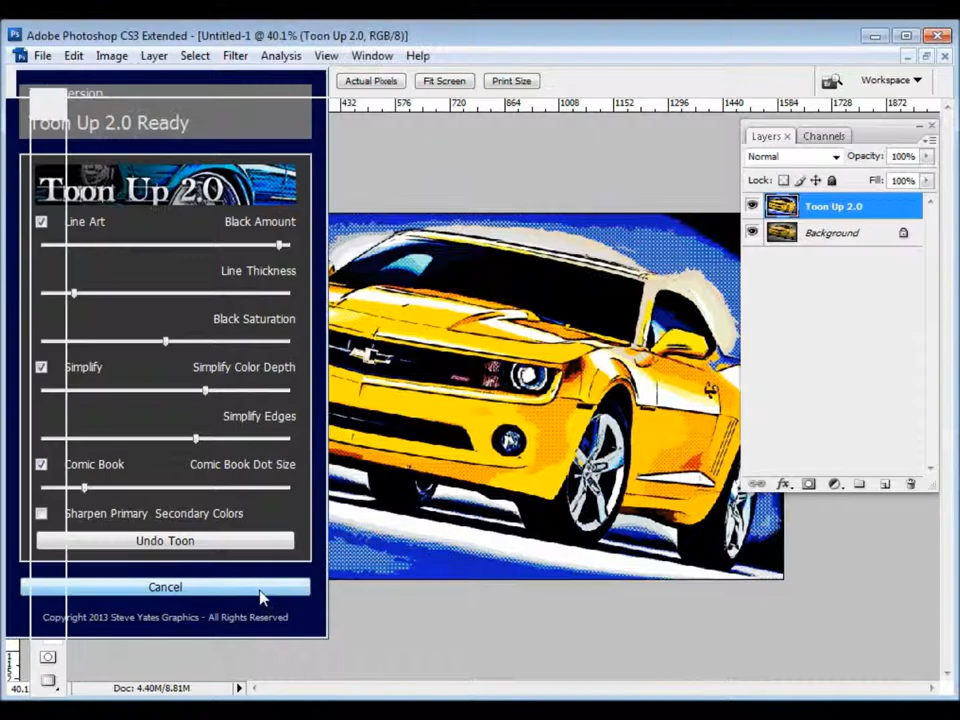 Adobe Photoshop CS3 Extended - [Untitled-1 @ 40.1% (Toon Up 2.0, RGB/8)]
File Edit Image Layer Select Filter Analysis View Window Help
Actual Pixels Fit Screen Print Size Workspace
Toon Up 2.0 Ready
432 576 720 864 1008 1152 1296 1440 1584 1728 1872
Layers x Channels
Normal Opacity: 100%
Lock: Fill: 100%
Toon Up 2.0
Background
Toon Up 2.0
Line Art Black Amount
Line Thickness
Black Saturation
Simplify Simplify Color Depth
Simplify Edges
Comic Book Comic Book Dot Size
Sharpen Primary Secondary Colors
Undo Toon
Cancel
Copyright 2013 Steve Yates Graphics - All Rights Reserved
40.1 Doc: 4.40M/8.81M